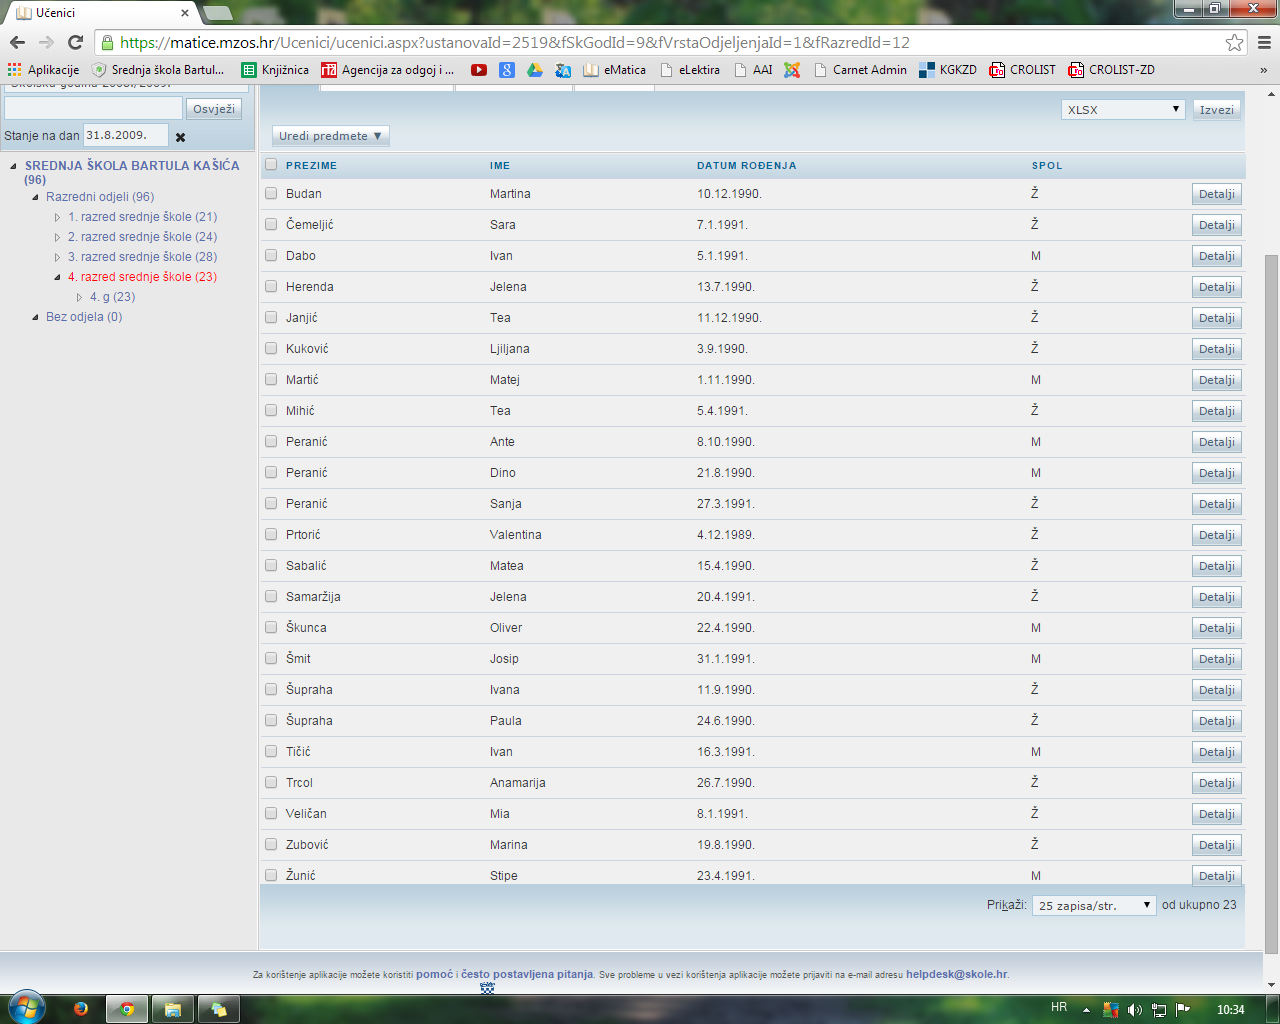 Učenici
https://matice.mzos.hr/Ucenici/ucenici.aspx?ustanovaId=2519&fSkGodId=9&fVrstaOdjeljenjaId=1&fRazredId=12
Aplikacije Srednja škola Bartul... Knjižnica Agencija za odgoj i ... eMatica eLektira AAI Carnet Admin KGKZD CROLIST CROLIST-ZD »
Osvježi
Stanje na dan 31.8.2009.
SREDNJA ŠKOLA BARTULA KAŠIĆA
(96)
Razredni odjeli (96)
1. razred srednje škole (21)
2. razred srednje škole (24)
3. razred srednje škole (28)
4. razred srednje škole (23)
4. g (23)
Bez odjela (0)
XLSX Izvezi
Uredi predmete ▼
PREZIME IME DATUM ROĐENJA SPOL
Budan Martina 10.12.1990. Ž Detalji
Čemeljić Sara 7.1.1991. Ž Detalji
Dabo Ivan 5.1.1991. M Detalji
Herenda Jelena 13.7.1990. Ž Detalji
Janjić Tea 11.12.1990. Ž Detalji
Kuković Ljiljana 3.9.1990. Ž Detalji
Martić Matej 1.11.1990. M Detalji
Mihić Tea 5.4.1991. Ž Detalji
Peranić Ante 8.10.1990. M Detalji
Peranić Dino 21.8.1990. M Detalji
Peranić Sanja 27.3.1991. Ž Detalji
Prtorić Valentina 4.12.1989. Ž Detalji
Sabalić Matea 15.4.1990. Ž Detalji
Samaržija Jelena 20.4.1991. Ž Detalji
Škunca Oliver 22.4.1990. M Detalji
Šmit Josip 31.1.1991. M Detalji
Šupraha Ivana 11.9.1990. Ž Detalji
Šupraha Paula 24.6.1990. Ž Detalji
Tičić Ivan 16.3.1991. M Detalji
Trcol Anamarija 26.7.1990. Ž Detalji
Veličan Mia 8.1.1991. Ž Detalji
Zubović Marina 19.8.1990. Ž Detalji
Žunić Stipe 23.4.1991. M Detalji
Prikaži: 25 zapisa/str. od ukupno 23
Za korištenje aplikacije možete koristiti pomoć i često postavljena pitanja. Sve probleme u vezi korištenja aplikacije možete prijaviti na e-mail adresu helpdesk@skole.hr.
HR 10:34